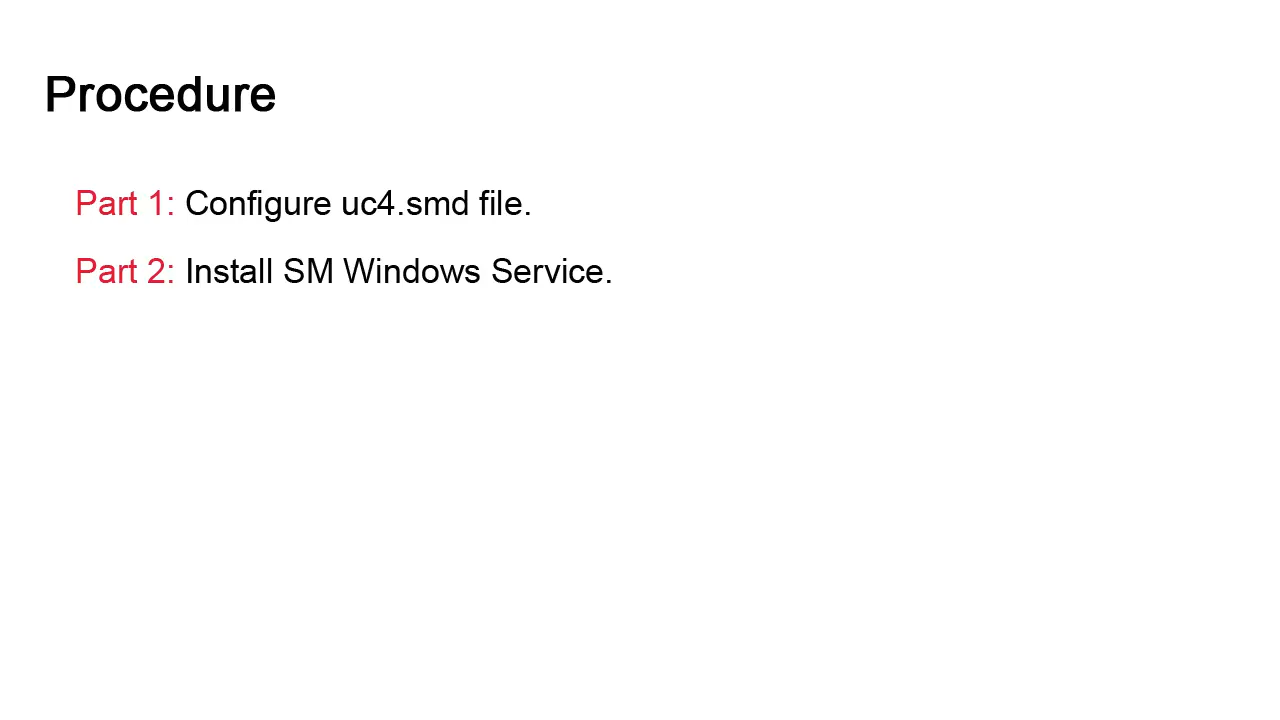 Procedure
Part 1: Configure uc4.smd file.
Part 2: Install SM Windows Service.